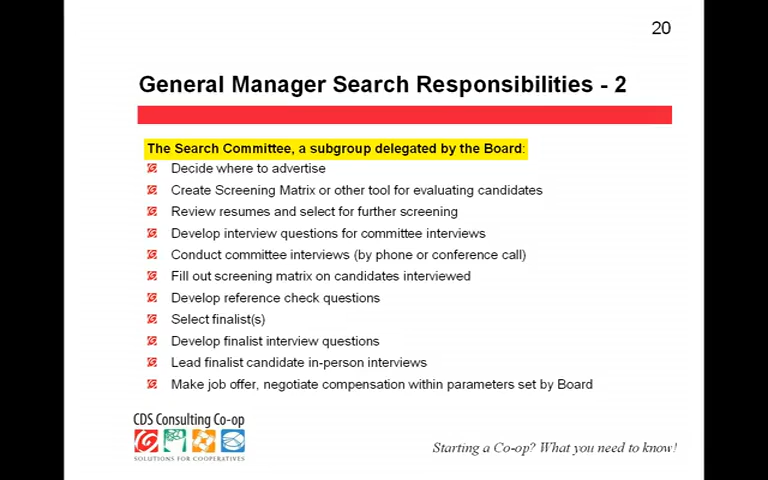 20
General Manager Search Responsibilities - 2
The Search Committee, a subgroup delegated by the Board:
Decide where to advertise
Create Screening Matrix or other tool for evaluating candidates
Review resumes and select for further screening
Develop interview questions for committee interviews
Conduct committee interviews (by phone or conference call)
Fill out screening matrix on candidates interviewed
Develop reference check questions
Select finalist(s)
Develop finalist interview questions
Lead finalist candidate in-person interviews
Make job offer, negotiate compensation within parameters set by Board
CDS Consulting Co-op
SOLUTIONS FOR COOPERATIVES
Starting a Co-op? What you need to know!